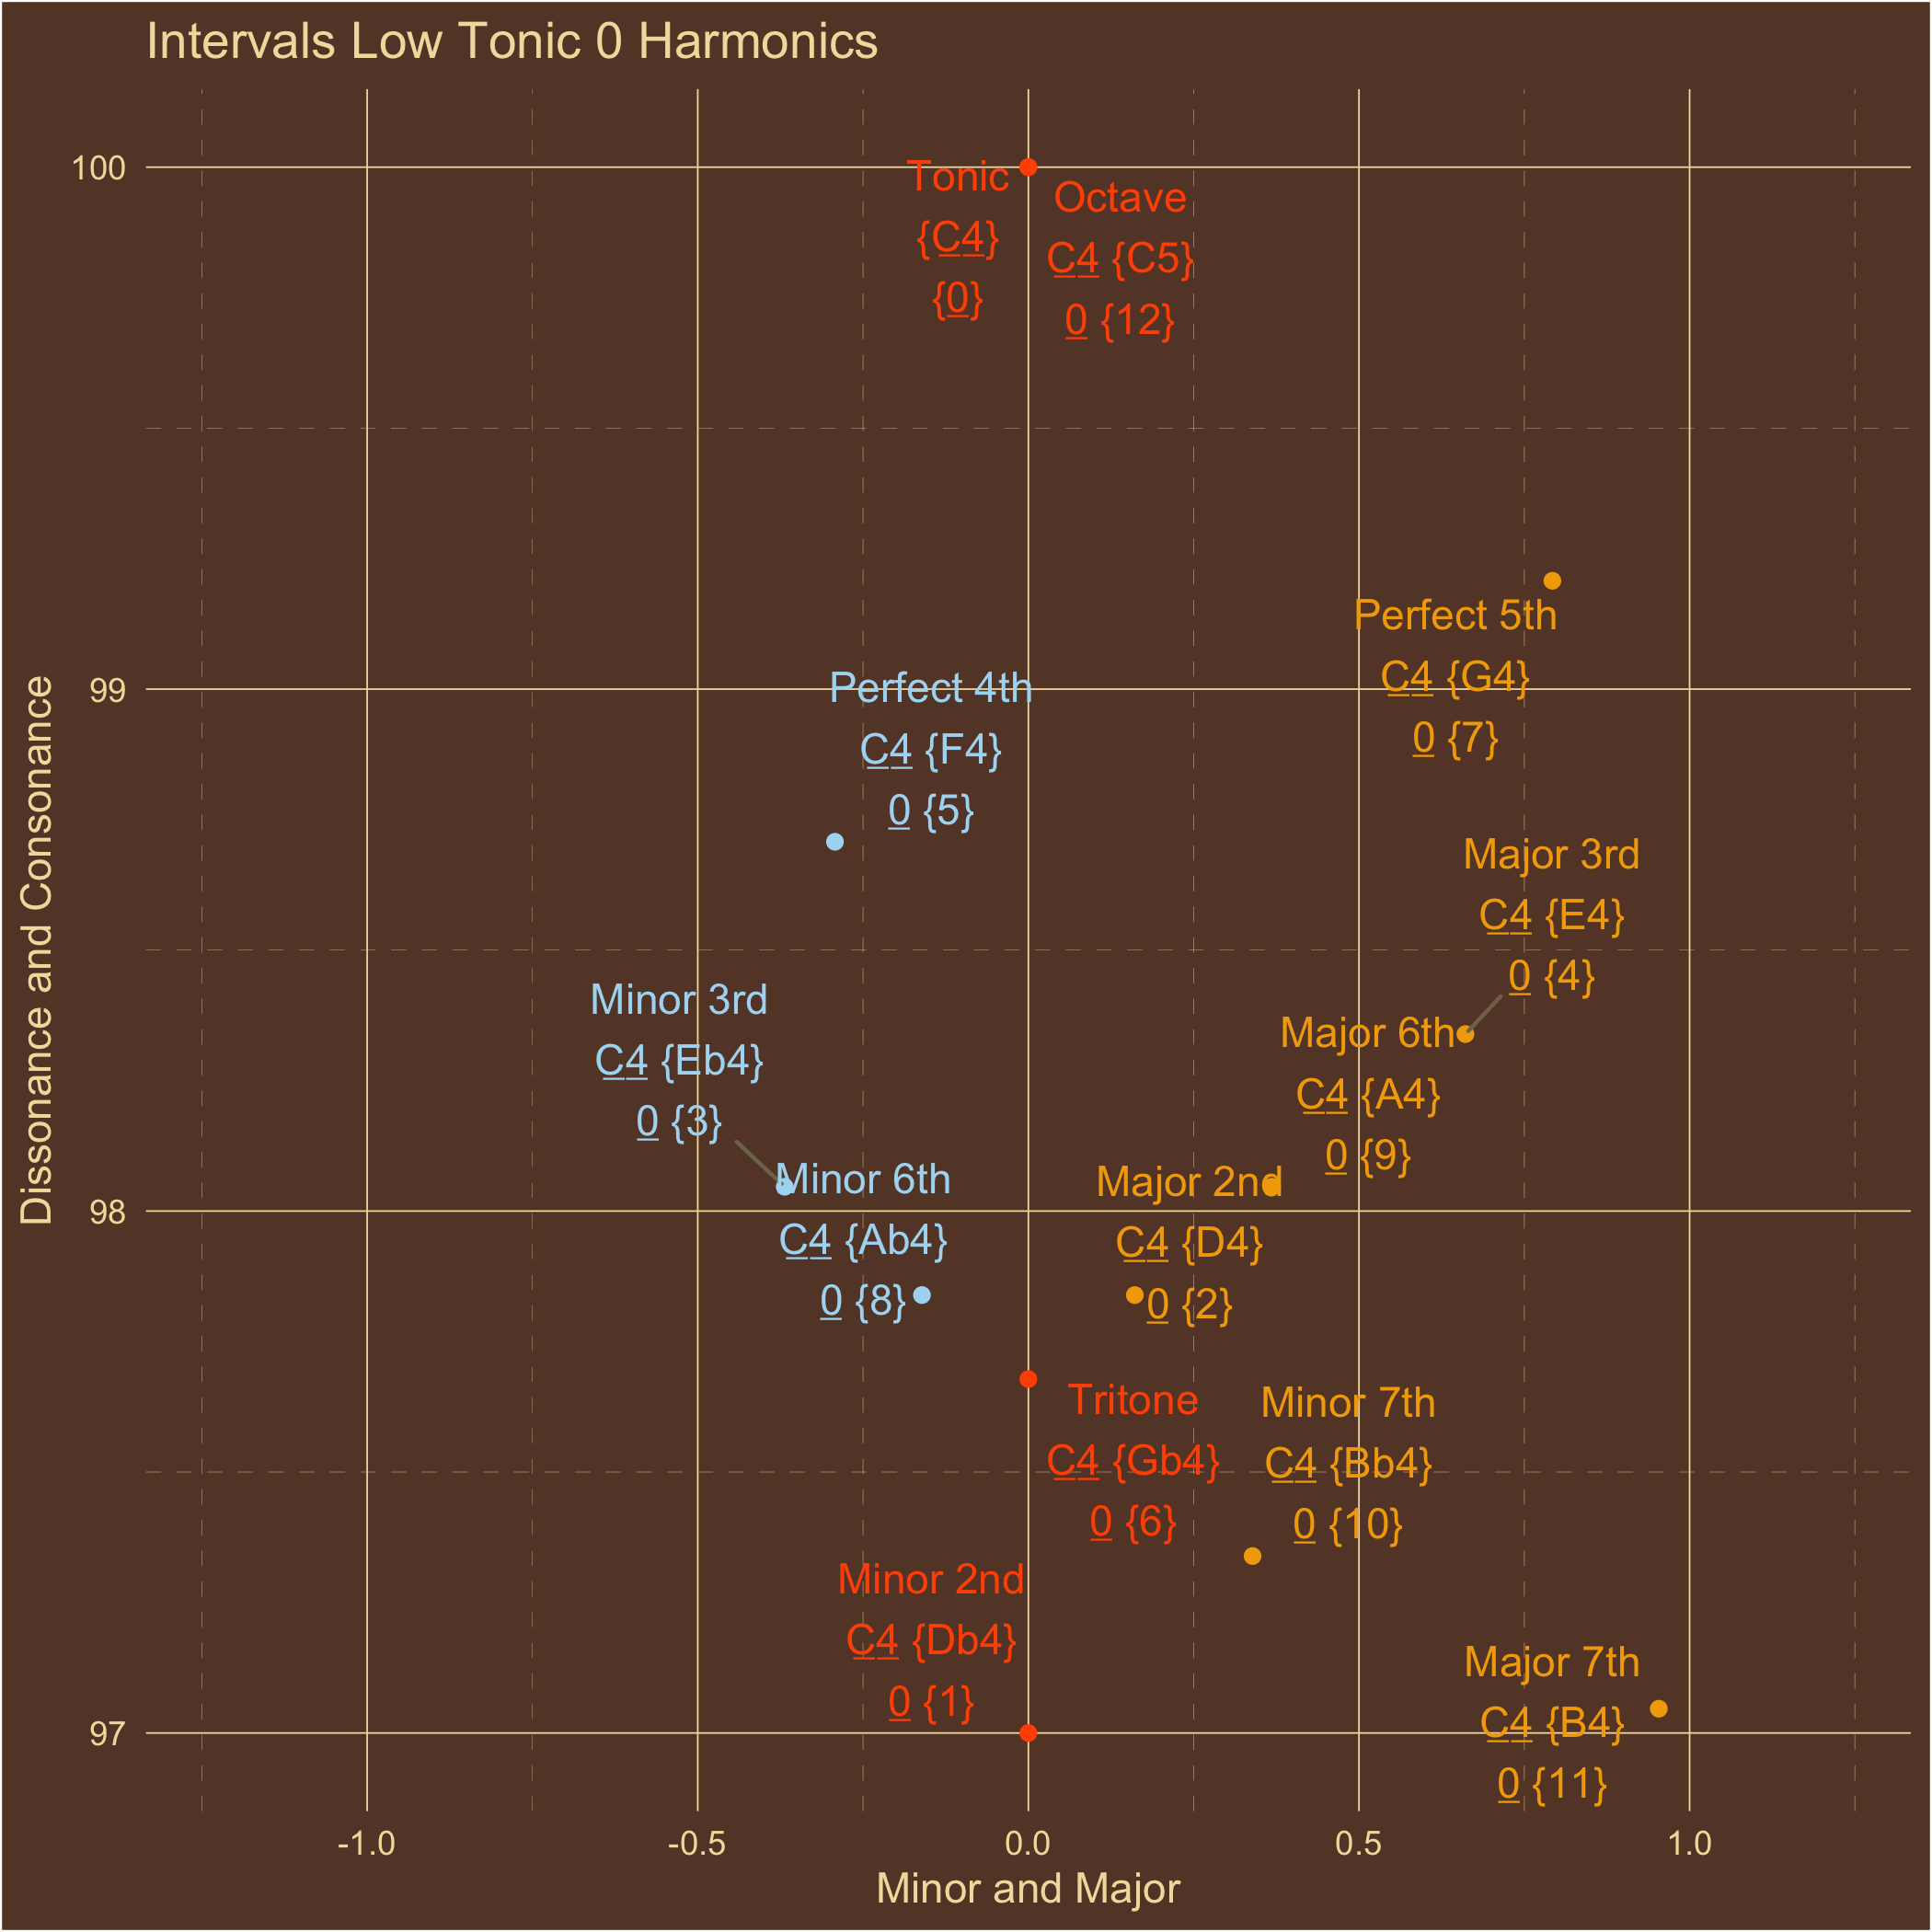 Intervals Low Tonic 0 Harmonics
100
Tonic
{C4}
{0}
Octave
C4 {C5}
0 {12}
Perfect 5th
C4 {G4}
0 {7}
99
Perfect 4th
C4 {F4}
0 {5}
Major 3rd
C4 {E4}
0 {4}
Minor 3rd
C4 {Eb4}
0 {3}
Major 6th
C4 {A4}
0 {9}
Minor 6th
C4 {Ab4}
0 {8}
Major 2nd
C4 {D4}
0 {2}
98
Tritone
C4 {Gb4}
0 {6}
Minor 7th
C4 {Bb4}
0 {10}
Minor 2nd
C4 {Db4}
0 {1}
Major 7th
C4 {B4}
0 {11}
97
Dissonance and Consonance
-1.0 -0.5 0.0 0.5 1.0
Minor and Major